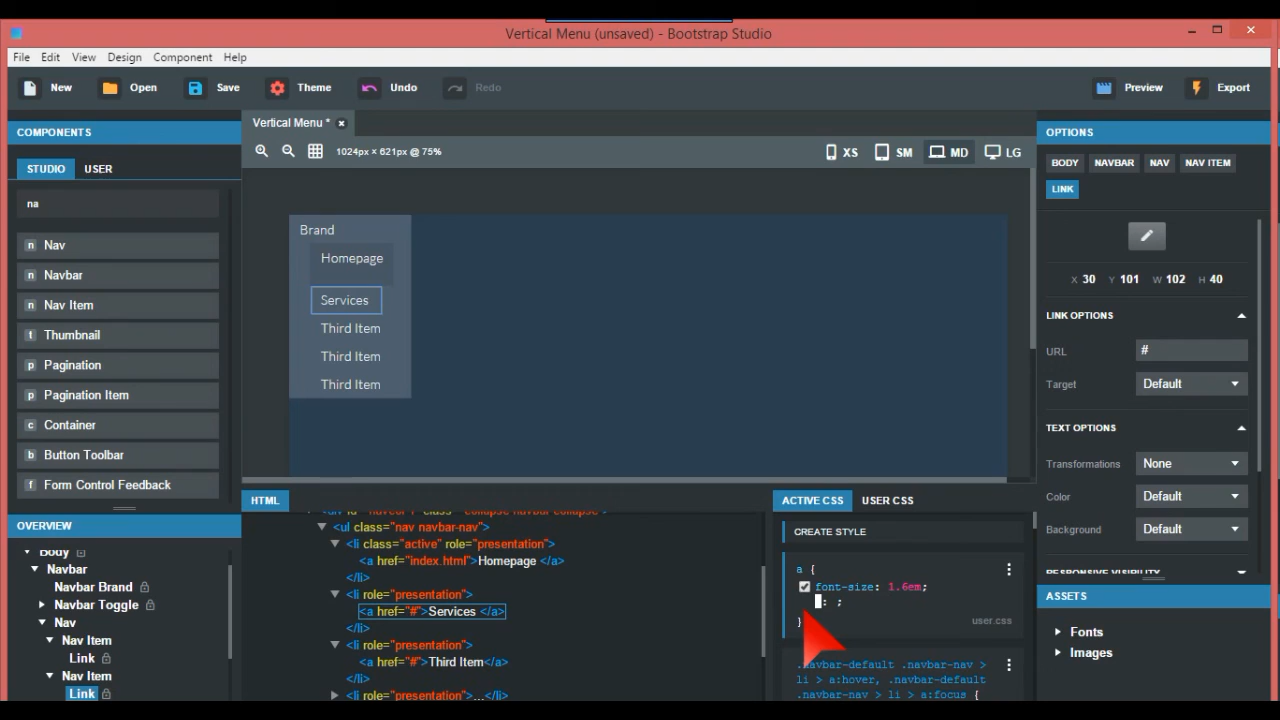 Vertical Menu (unsaved) - Bootstrap Studio
File Edit View Design Component Help
New Open Save Theme Undo Redo Preview Export
COMPONENTS
STUDIO USER
na
n Nav
n Navbar
n Nav Item
t Thumbnail
p Pagination
p Pagination Item
c Container
b Button Toolbar
f Form Control Feedback
OVERVIEW
Body
Navbar
Navbar Brand
Navbar Toggle
Nav
Nav Item
Link
Nav Item
Link
Vertical Menu *
1024px × 621px @ 75%
XS SM MD LG
Brand
Homepage
Services
Third Item
Third Item
Third Item
HTML
<ul class="nav navbar-nav">
<li class="active" role="presentation">
<a href="index.html">Homepage </a>
</li>
<li role="presentation">
<a href="#">Services </a>
</li>
<li role="presentation">
<a href="#">Third Item</a>
</li>
<li role="presentation">...</li>
ACTIVE CSS USER CSS
CREATE STYLE
a {
font-size: 1.6em;
: ;
}
user.css
.navbar-default .navbar-nav >
li > a:hover, .navbar-default
.navbar-nav > li > a:focus {
OPTIONS
BODY NAVBAR NAV NAV ITEM
LINK
X 30 Y 101 W 102 H 40
LINK OPTIONS
URL #
Target Default
TEXT OPTIONS
Transformations None
Color Default
Background Default
RESPONSIVE VISIBILITY
ASSETS
Fonts
Images